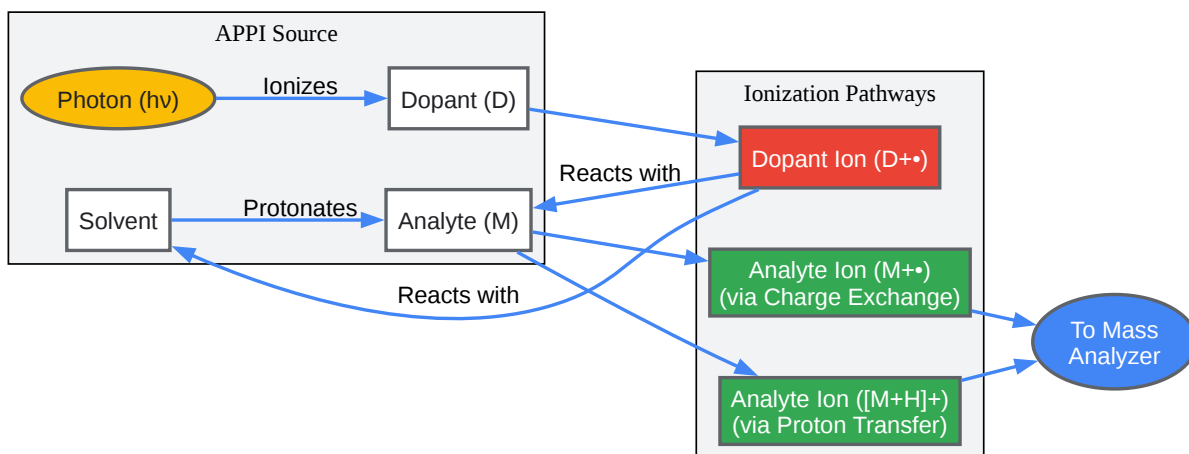 APPI Source
Photon (hν)
Ionizes
Dopant (D)
Ionization Pathways
Dopant Ion (D+•)
Reacts with
Solvent
Protonates
Analyte (M)
Analyte Ion (M+•)
(via Charge Exchange)
Reacts with
To Mass
Analyzer
Analyte Ion ([M+H]+)
(via Proton Transfer)